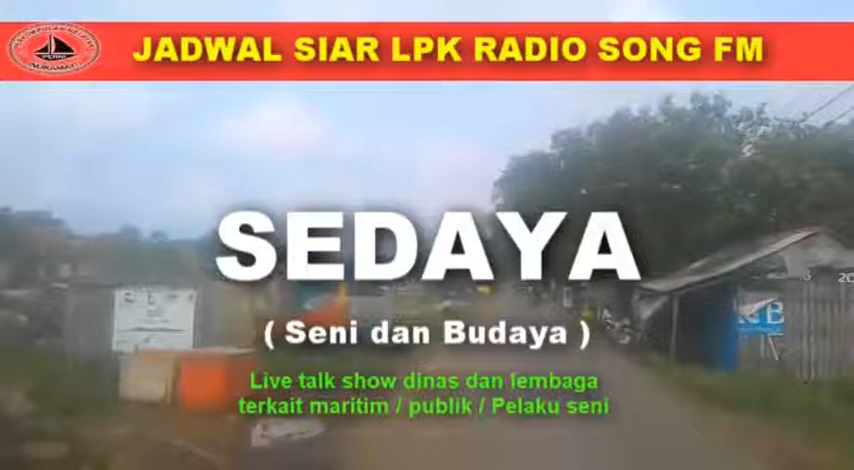 JADWAL SIAR LPK RADIO SONG FM
SEDAYA
( Seni dan Budaya )
Live talk show dinas dan lembaga
terkait maritim / publik / Pelaku seni